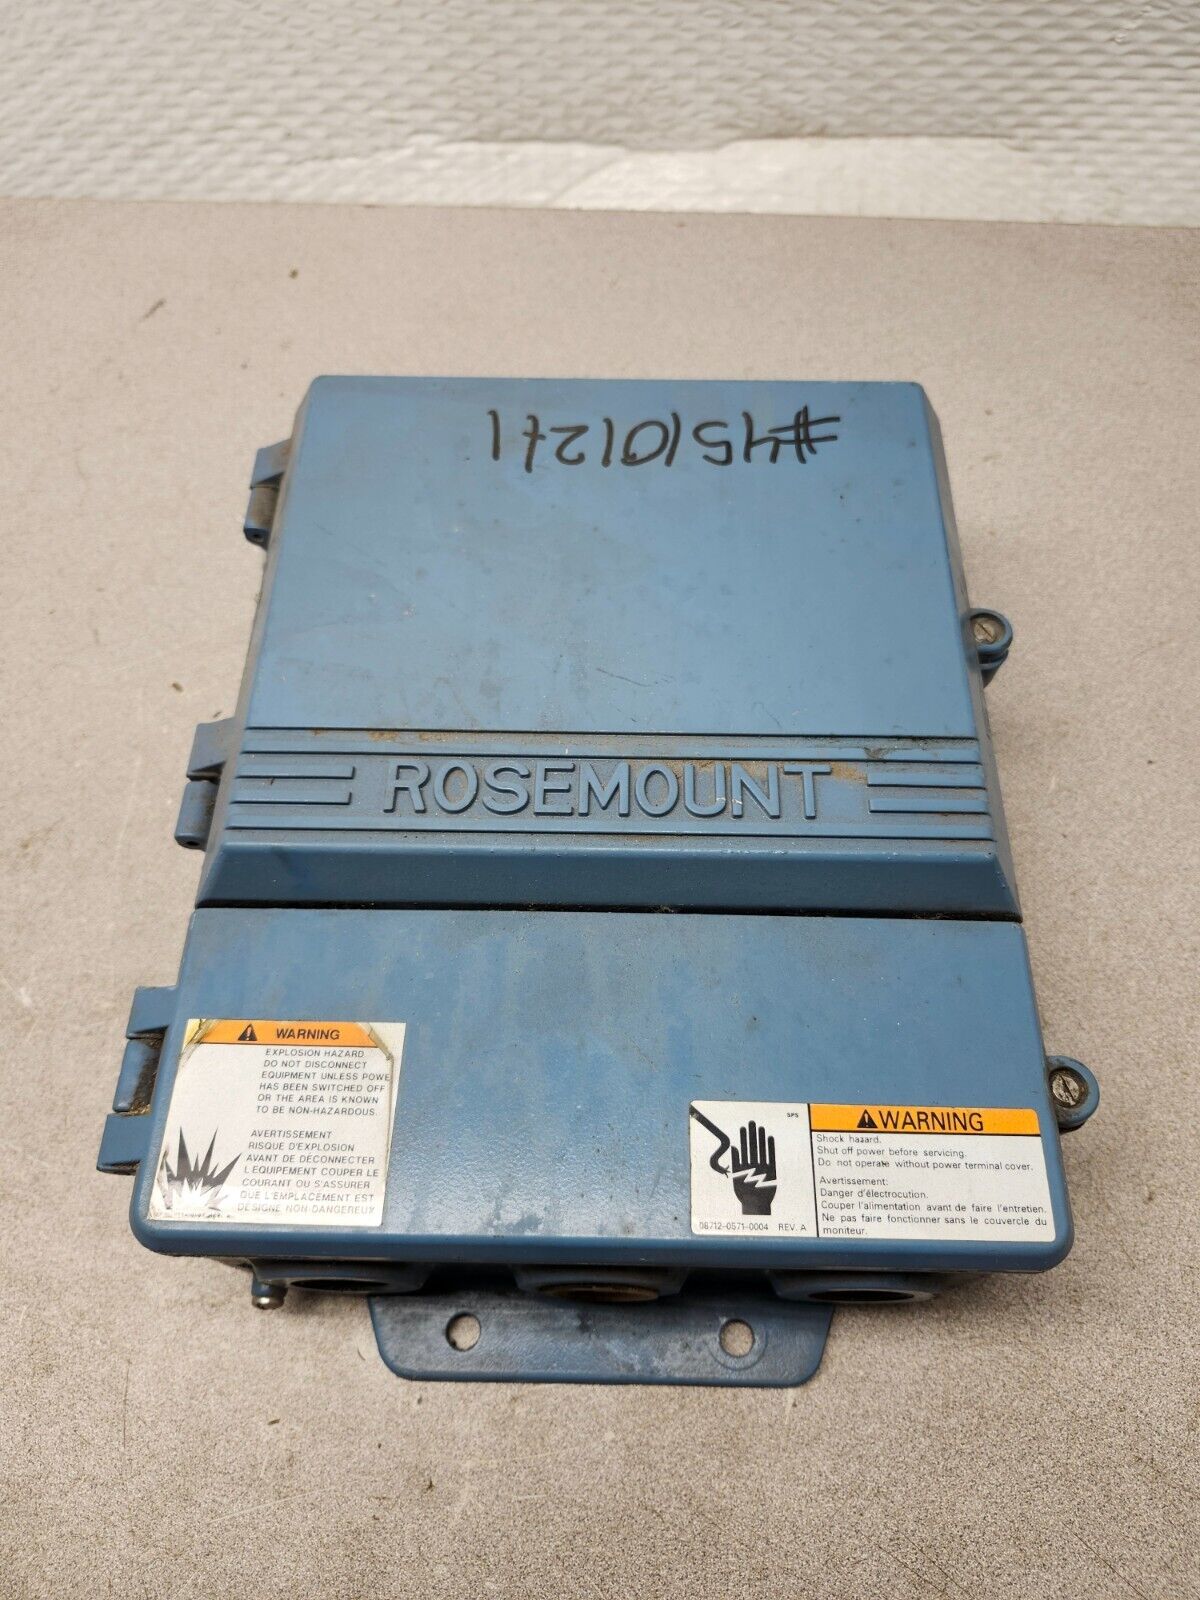 #45101271
ROSEMOUNT
WARNING
EXPLOSION HAZARD
DO NOT DISCONNECT
EQUIPMENT UNLESS POWE
HAS BEEN SWITCHED OFF
OR THE AREA IS KNOWN
TO BE NON-HAZARDOUS.
AVERTISSEMENT
RISQUE D'EXPLOSION
AVANT DE DÉCONNECTER
L'EQUIPEMENT COUPER LE
COURANT OU S'ASSURER
QUE L'EMPLACEMENT EST
DÉSIGNÉ NON-DANGEREUX
SPS
08712-0571-0004 REV. A
WARNING
Shock hazard.
Shut off power before servicing.
Do not operate without power terminal cover.
Avertissement:
Danger d'électrocution.
Couper l'alimentation avant de faire l'entretien.
Ne pas faire fonctionner sans le couvercle du
moniteur.